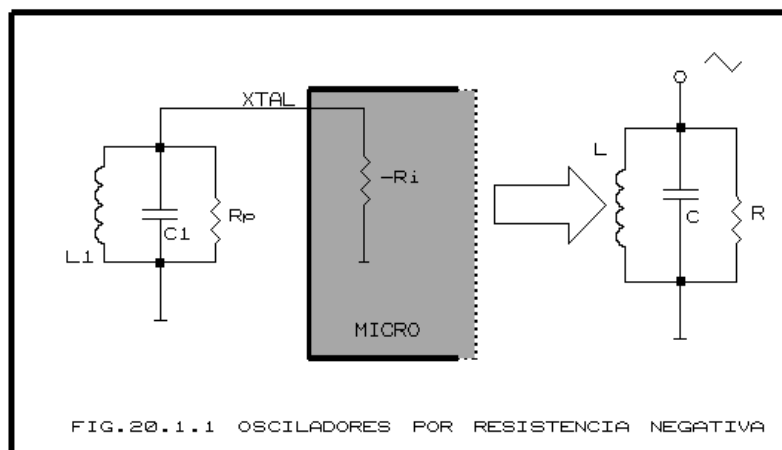 XTAL
L
-Ri
Rp
C
R
C1
L1
MICRO
FIG.20.1.1 OSCILADORES POR RESISTENCIA NEGATIVA